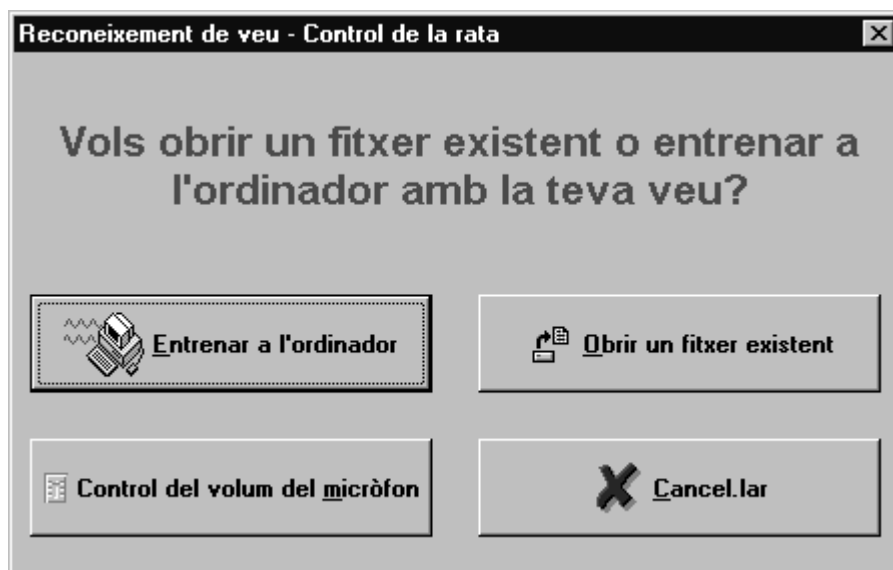 Reconeixement de veu - Control de la rata
Vols obrir un fitxer existent o entrenar a
l'ordinador amb la teva veu?
Entrenar a l'ordinador
Obrir un fitxer existent
Control del volum del micròfon
Cancel.lar